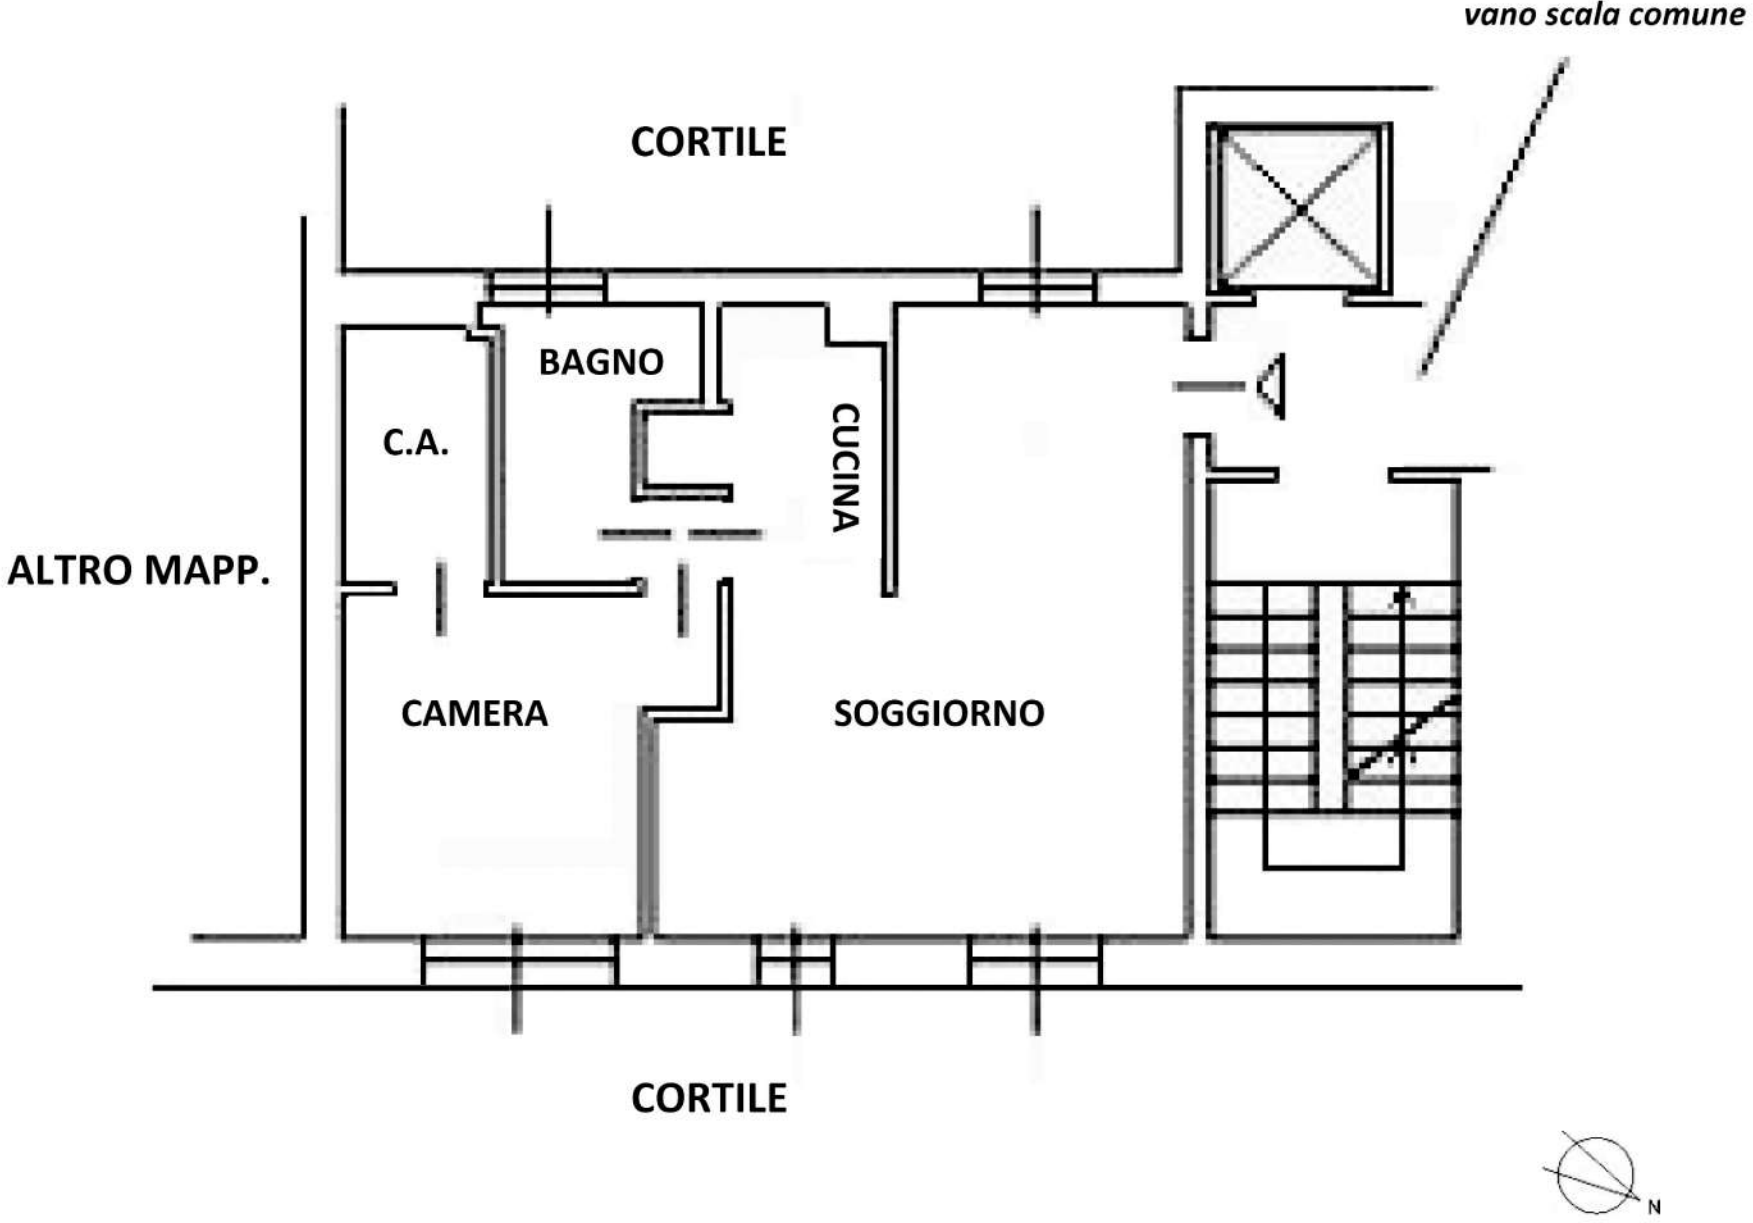 vano scala comune
CORTILE
BAGNO
C.A.
CUCINA
ALTRO MAPP.
CAMERA
SOGGIORNO
CORTILE
N